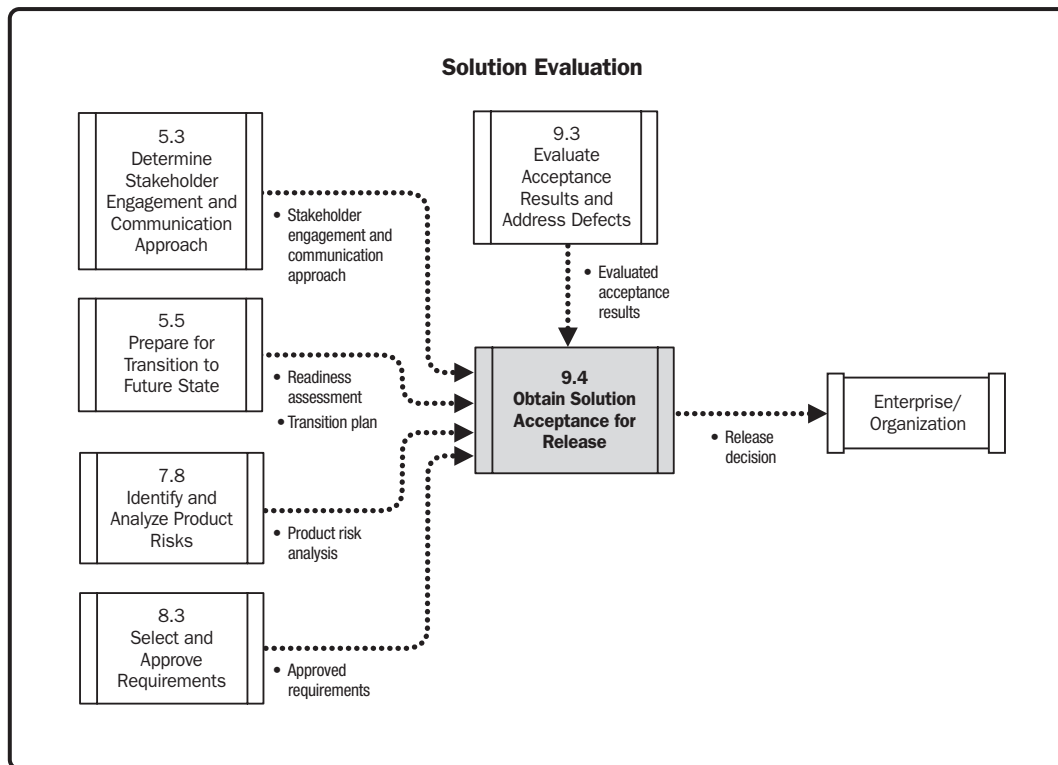 Solution Evaluation
5.3
Determine
Stakeholder
Engagement and
Communication
Approach
• Stakeholder
engagement and
communication
approach
9.3
Evaluate
Acceptance
Results and
Address Defects
• Evaluated
acceptance
results
5.5
Prepare for
Transition to
Future State
• Readiness
assessment
• Transition plan
9.4
Obtain Solution
Acceptance for
Release
• Release
decision
Enterprise/
Organization
7.8
Identify and
Analyze Product
Risks
• Product risk
analysis
8.3
Select and
Approve
Requirements
• Approved
requirements